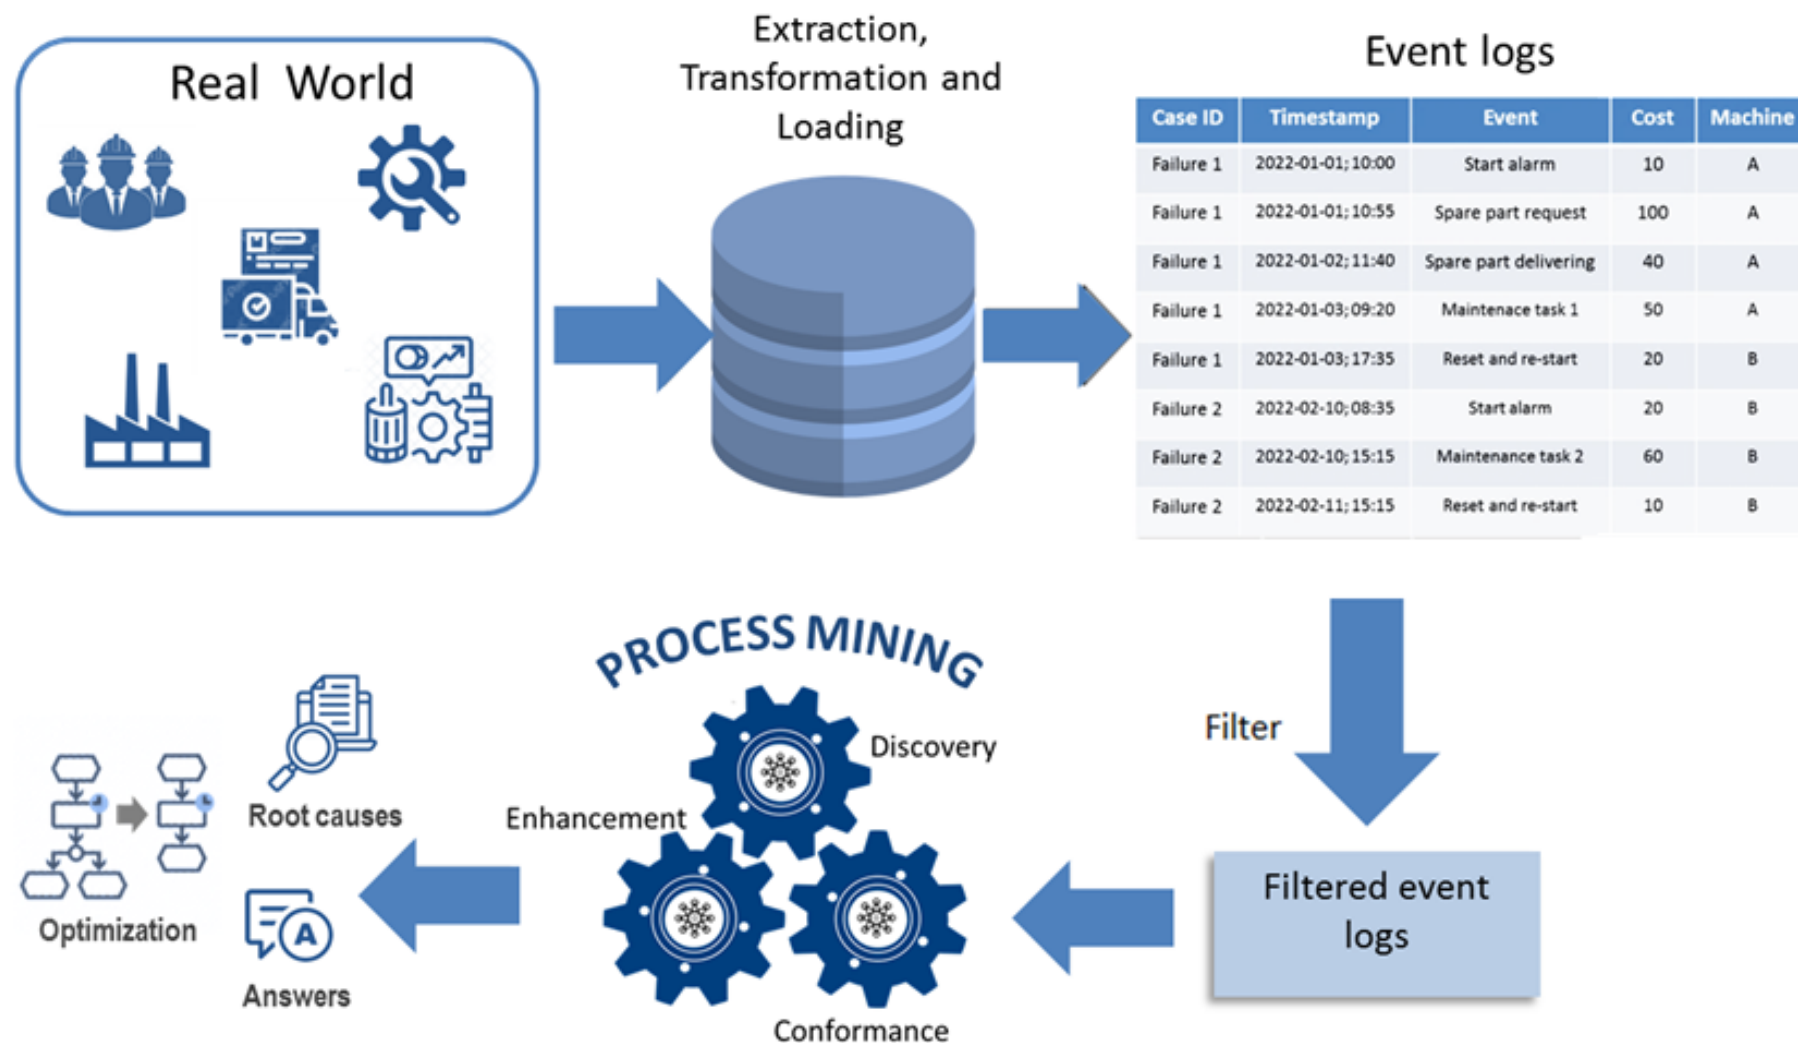 Real World
Extraction,
Transformation and
Loading
Event logs
Case ID Timestamp Event Cost Machine
Failure 1 2022-01-01; 10:00 Start alarm 10 A
Failure 1 2022-01-01; 10:55 Spare part request 100 A
Failure 1 2022-01-02; 11:40 Spare part delivering 40 A
Failure 1 2022-01-03; 09:20 Maintenace task 1 50 A
Failure 1 2022-01-03; 17:35 Reset and re-start 20 B
Failure 2 2022-02-10; 08:35 Start alarm 20 B
Failure 2 2022-02-10; 15:15 Maintenance task 2 60 B
Failure 2 2022-02-11; 15:15 Reset and re-start 10 B
Filter
Filtered event
logs
PROCESS MINING
Discovery
Enhancement
Conformance
Root causes
Optimization
A
Answers